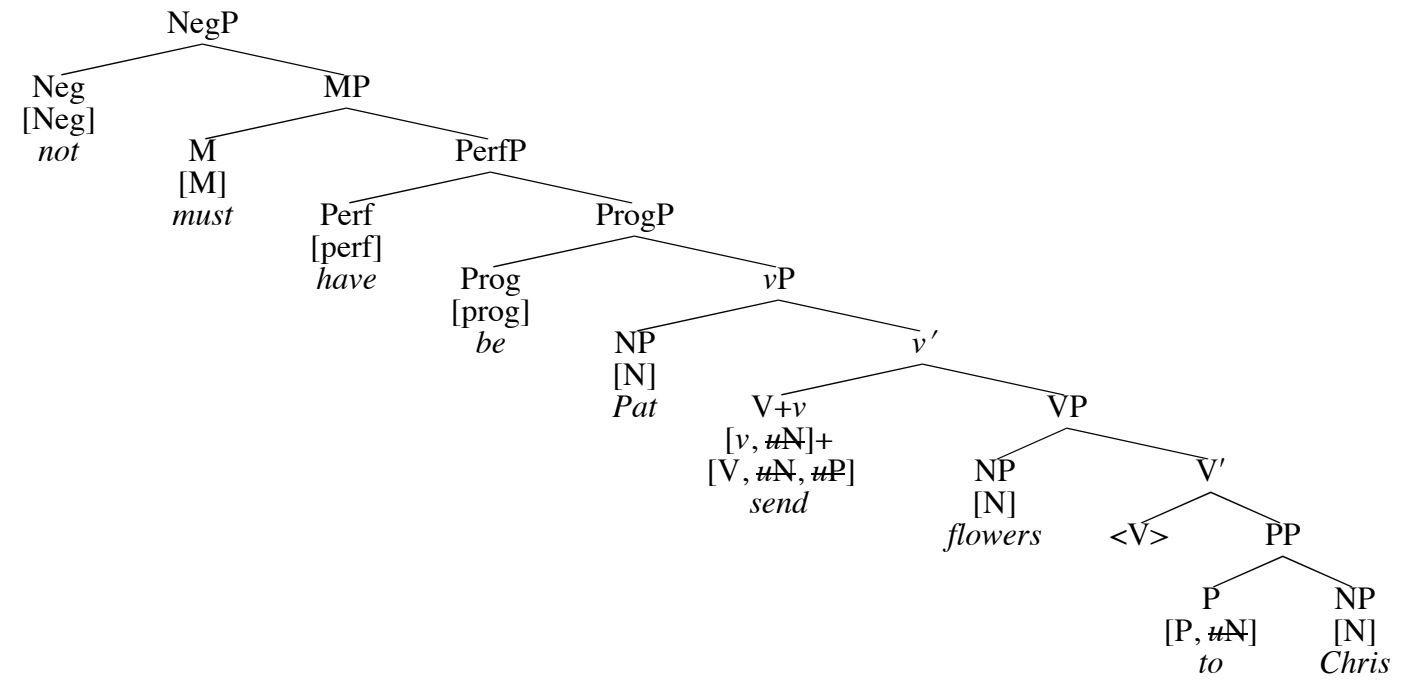 NegP
Neg MP
[Neg]
not M PerfP
[M]
must Perf ProgP
[perf]
have Prog vP
[prog]
be NP v′
[N]
Pat V+v VP
[v, uN]+
[V, uN, uP] NP V′
send [N]
flowers <V> PP
P NP
[P, uN] [N]
to Chris